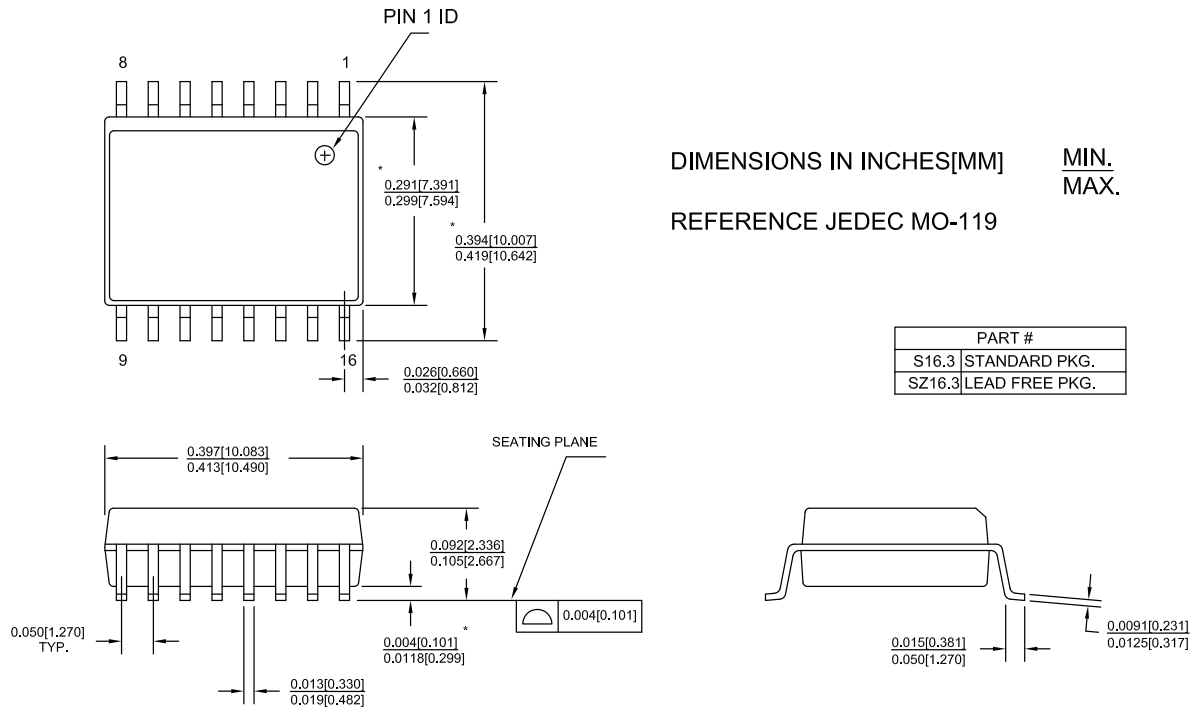 PIN 1 ID
8
1
*
0.291[7.391]
0.299[7.594]
*
0.394[10.007]
0.419[10.642]
DIMENSIONS IN INCHES[MM]
MIN.
MAX.
REFERENCE JEDEC MO-119
9
16
0.026[0.660]
0.032[0.812]
PART #
S16.3 STANDARD PKG.
SZ16.3 LEAD FREE PKG.
0.397[10.083]
0.413[10.490]
SEATING PLANE
0.092[2.336]
0.105[2.667]
0.004[0.101]
0.050[1.270]
TYP.
*
0.004[0.101]
0.0118[0.299]
0.013[0.330]
0.019[0.482]
0.015[0.381]
0.050[1.270]
0.0091[0.231]
0.0125[0.317]